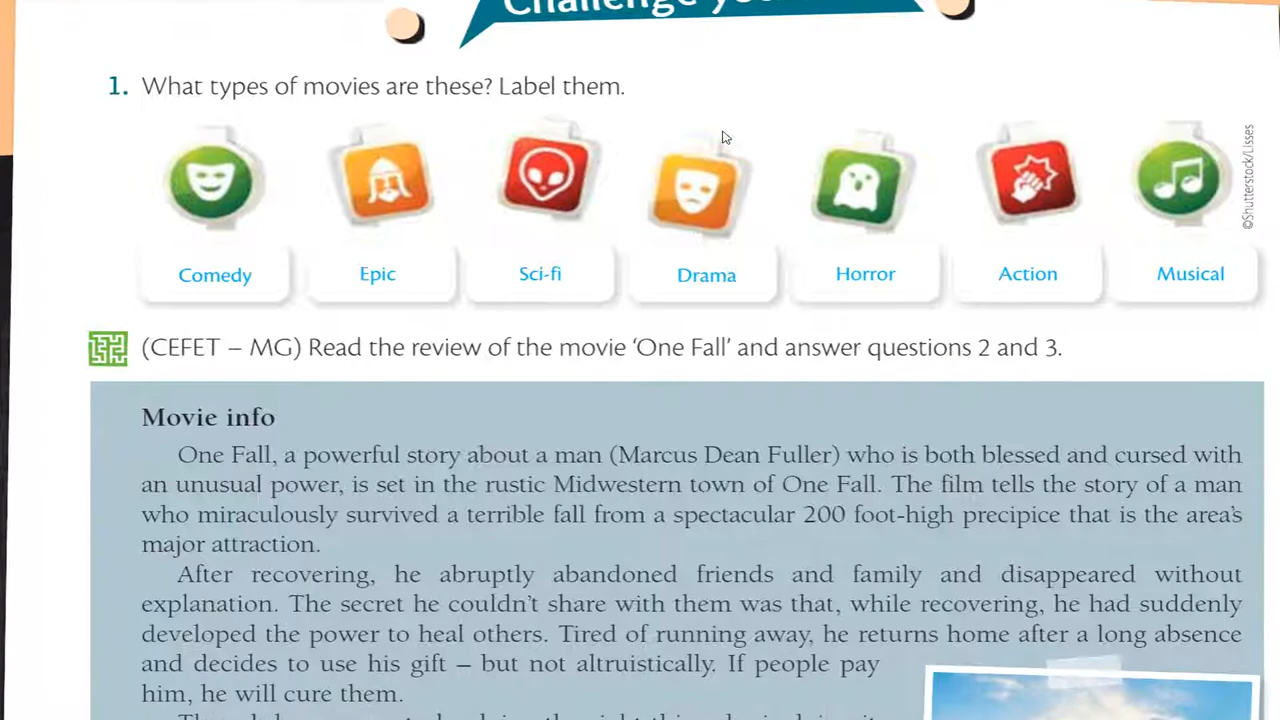 Challenge
1. What types of movies are these? Label them.
©Shutterstock/Lisses
Comedy Epic Sci-fi Drama Horror Action Musical
(CEFET – MG) Read the review of the movie ‘One Fall’ and answer questions 2 and 3.
Movie info
One Fall, a powerful story about a man (Marcus Dean Fuller) who is both blessed and cursed with
an unusual power, is set in the rustic Midwestern town of One Fall. The film tells the story of a man
who miraculously survived a terrible fall from a spectacular 200 foot-high precipice that is the area’s
major attraction.
After recovering, he abruptly abandoned friends and family and disappeared without
explanation. The secret he couldn’t share with them was that, while recovering, he had suddenly
developed the power to heal others. Tired of running away, he returns home after a long absence
and decides to use his gift – but not altruistically. If people pay
him, he will cure them.